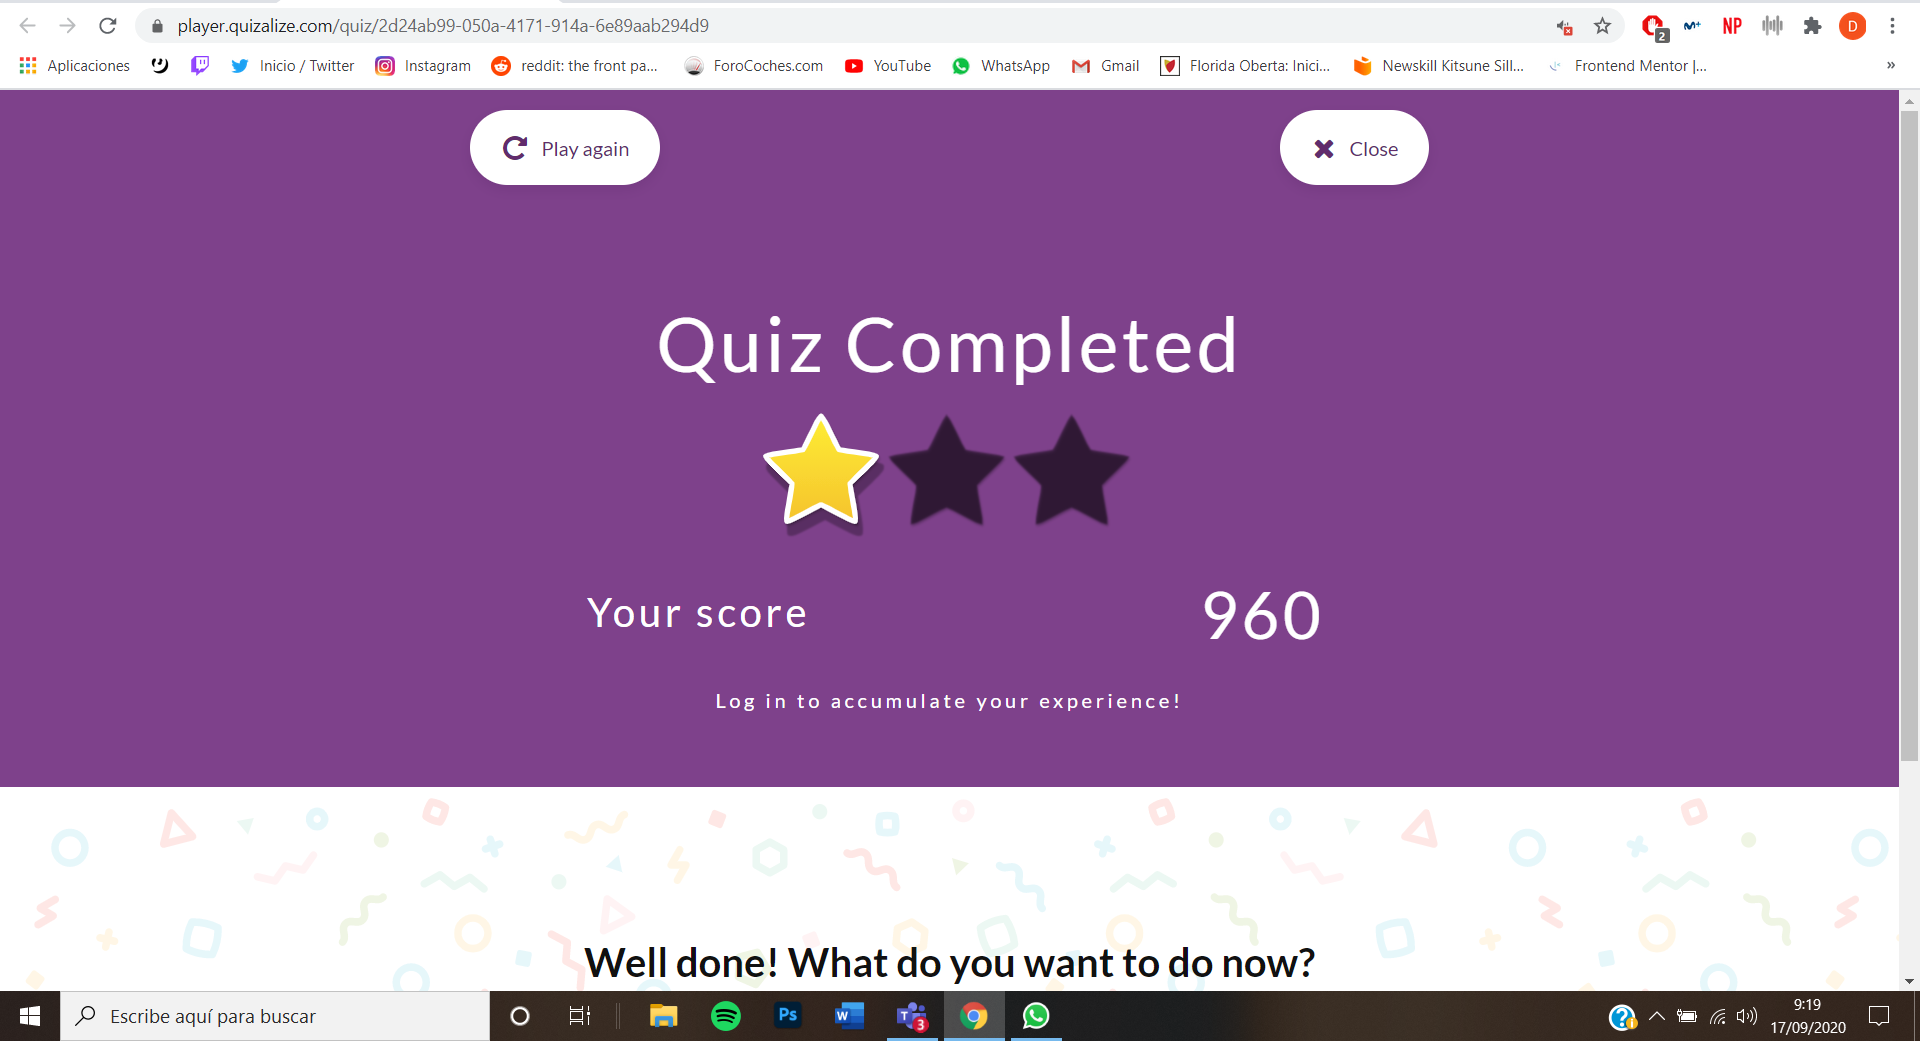 player.quizalize.com/quiz/2d24ab99-050a-4171-914a-6e89aab294d9
2
NP
D
Aplicaciones
Inicio / Twitter
Instagram
reddit: the front pa...
ForoCoches.com
YouTube
WhatsApp
Gmail
Florida Oberta: Inici...
Newskill Kitsune Sill...
Frontend Mentor |...
»
Play again
Close
Quiz Completed
Your score
960
Log in to accumulate your experience!
Well done! What do you want to do now?
Escribe aquí para buscar
Ps
W
T
3
?
9:19
17/09/2020